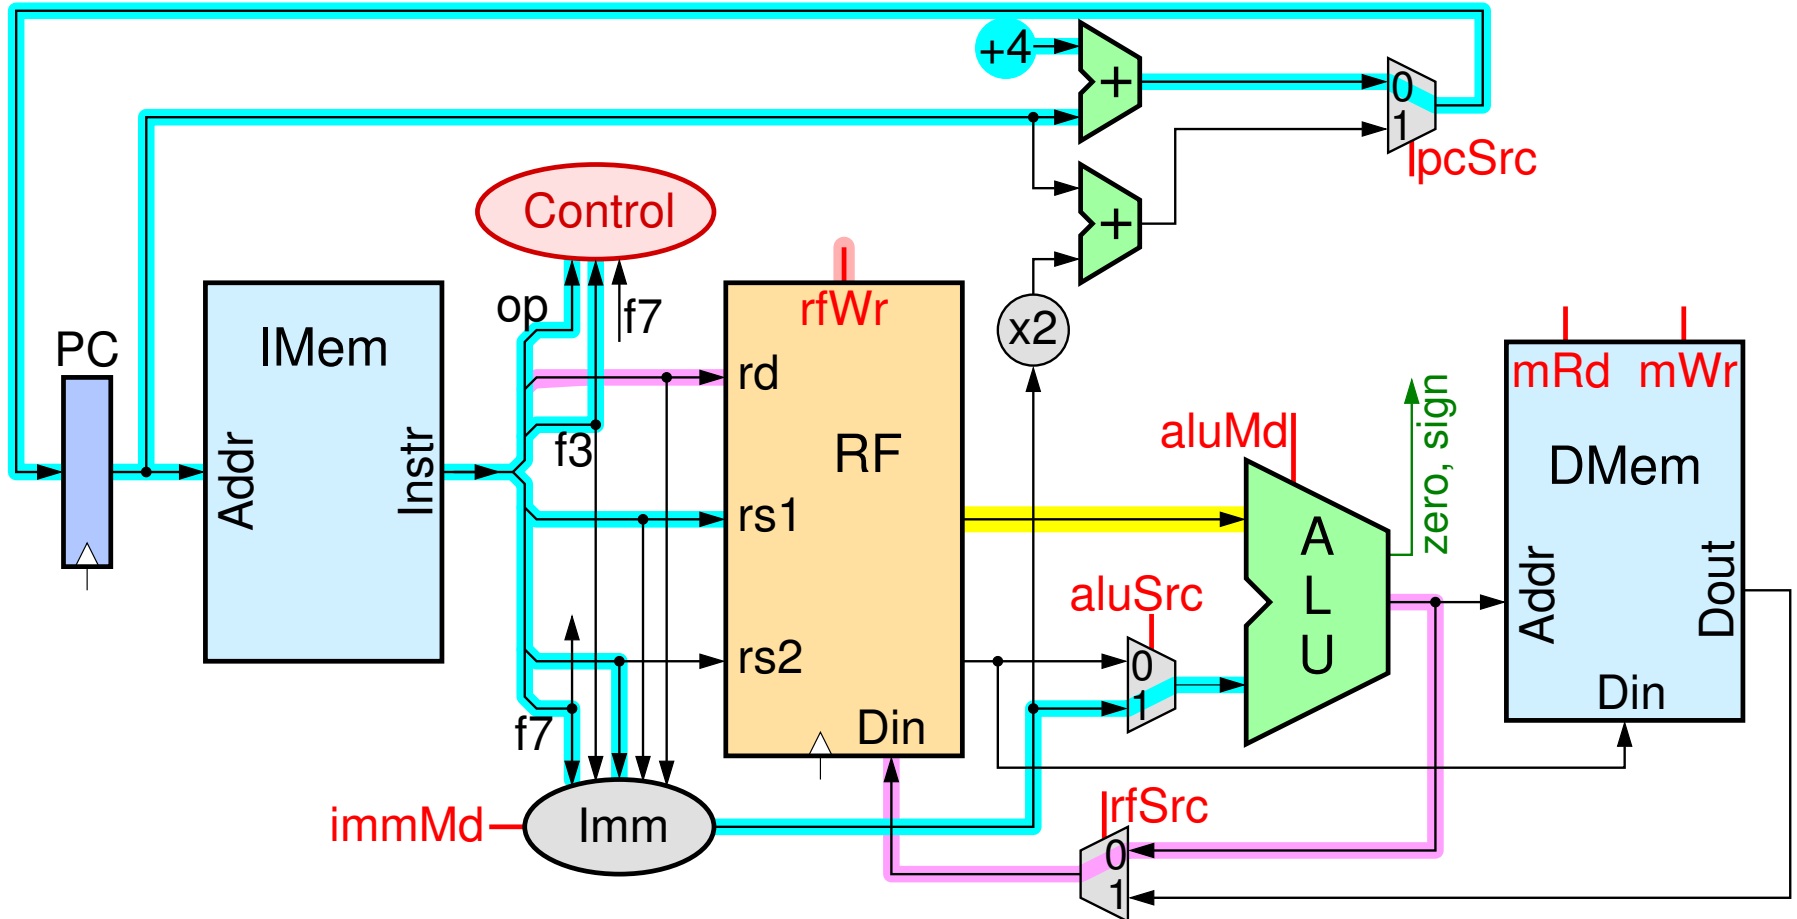 +4
+
0
1
pcSrc
Control
+
op
f7
rfWr
x2
PC
IMem
rd
mRd
mWr
zero, sign
aluMd
f3
RF
Addr
Instr
DMem
rs1
A
L
U
aluSrc
Addr
Dout
rs2
0
1
Din
f7
Din
immMd
Imm
rfSrc
0
1